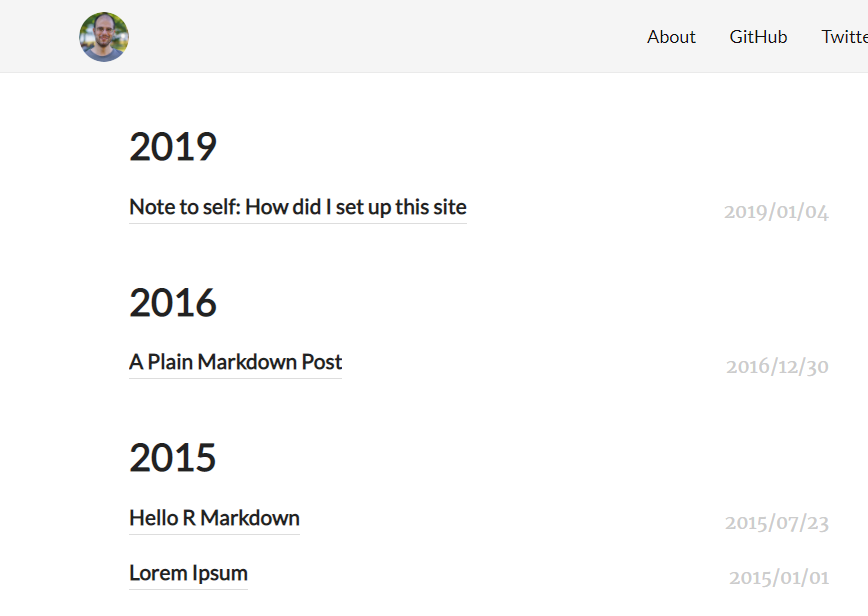 About GitHub
2019
Note to self: How did I set up this site 2019/01/04
2016
A Plain Markdown Post 2016/12/30
2015
Hello R Markdown 2015/07/23
Lorem Ipsum 2015/01/01